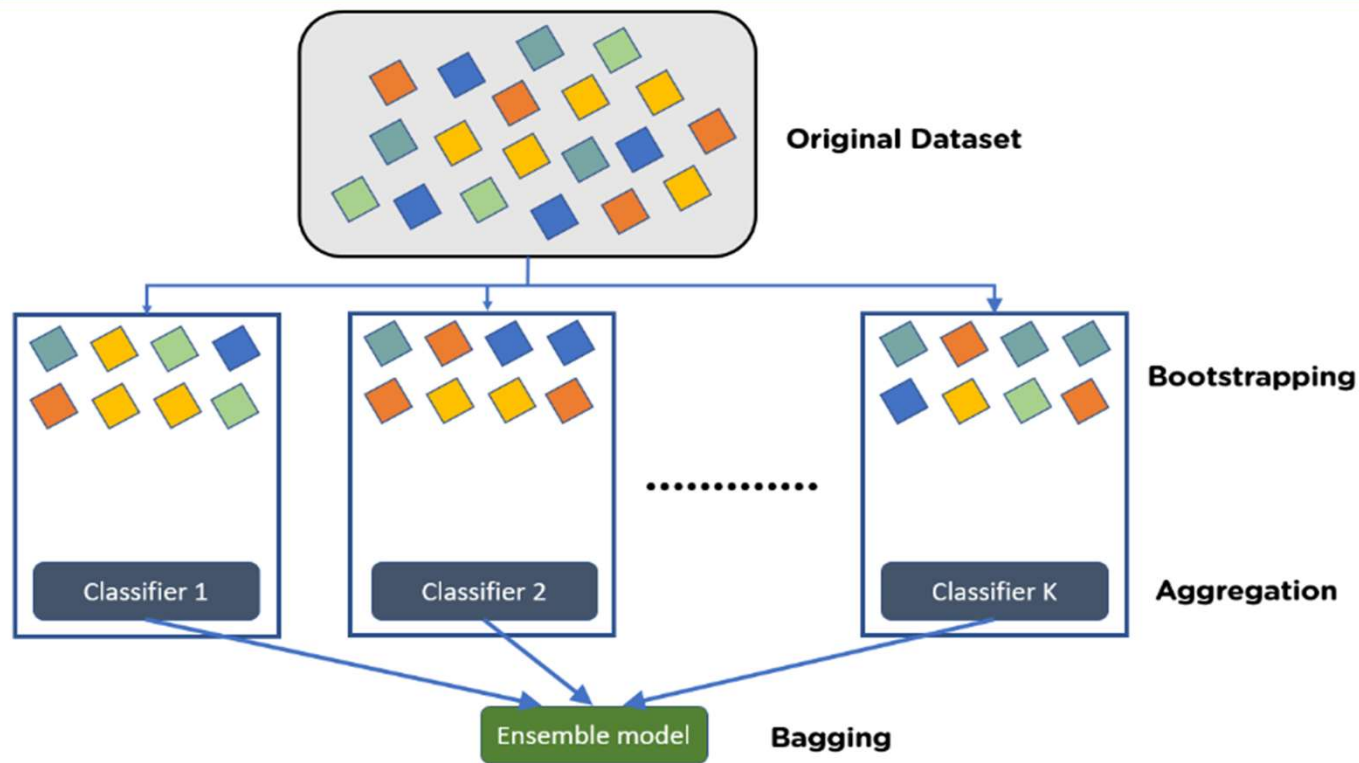 Original Dataset
Bootstrapping
Classifier 1
Classifier 2
Classifier K
Aggregation
Ensemble model
Bagging